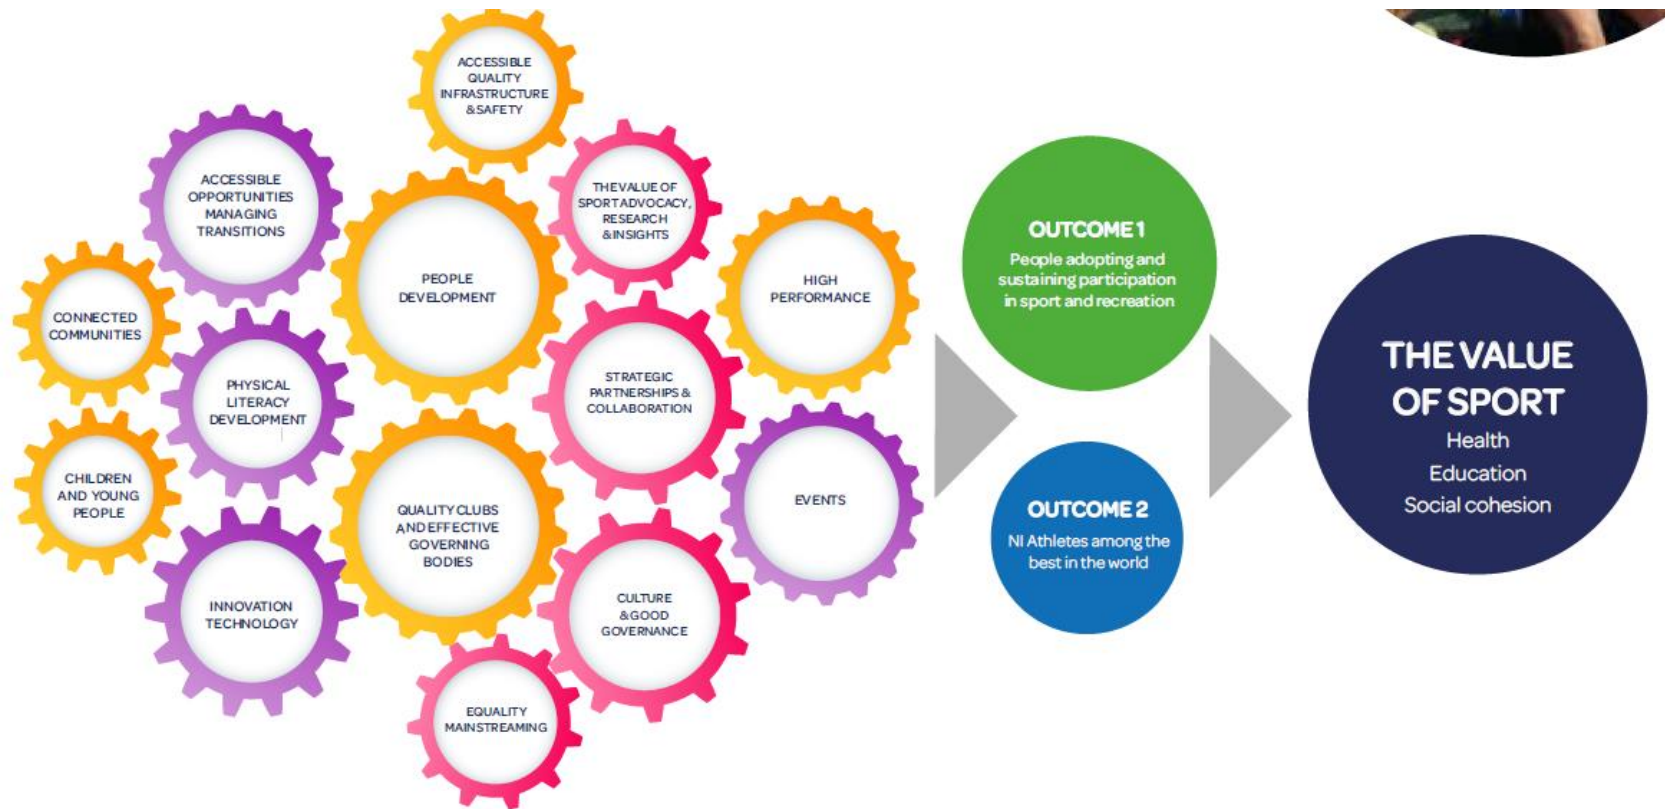 ACCESSIBLE
QUALITY
INFRASTRUCTURE
& SAFETY
ACCESSIBLE
OPPORTUNITIES
MANAGING
TRANSITIONS
THE VALUE OF
SPORT ADVOCACY,
RESEARCH
& INSIGHTS
PEOPLE
DEVELOPMENT
HIGH
PERFORMANCE
CONNECTED
COMMUNITIES
PHYSICAL
LITERACY
DEVELOPMENT
STRATEGIC
PARTNERSHIPS &
COLLABORATION
CHILDREN
AND YOUNG
PEOPLE
QUALITY CLUBS
AND EFFECTIVE
GOVERNING
BODIES
EVENTS
INNOVATION
TECHNOLOGY
CULTURE
& GOOD
GOVERNANCE
EQUALITY
MAINSTREAMING
OUTCOME 1
People adopting and
sustaining participation
in sport and recreation
OUTCOME 2
NI Athletes among the
best in the world
THE VALUE
OF SPORT
Health
Education
Social cohesion